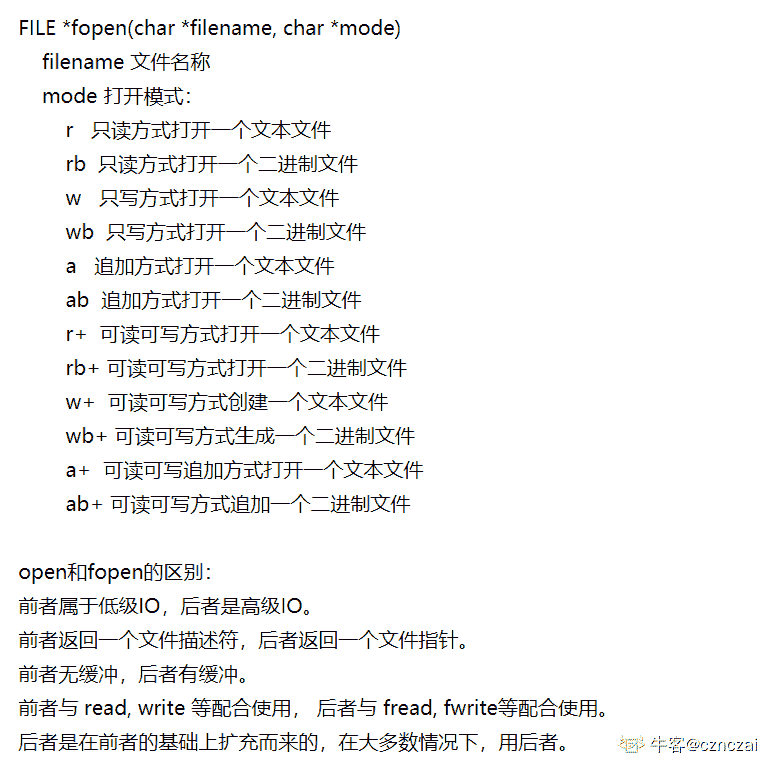 FILE *fopen(char *filename, char *mode)
filename 文件名称
mode 打开模式：
r 只读方式打开一个文本文件
rb 只读方式打开一个二进制文件
w 只写方式打开一个文本文件
wb 只写方式打开一个二进制文件
a 追加方式打开一个文本文件
ab 追加方式打开一个二进制文件
r+ 可读可写方式打开一个文本文件
rb+ 可读可写方式打开一个二进制文件
w+ 可读可写方式创建一个文本文件
wb+ 可读可写方式生成一个二进制文件
a+ 可读可写追加方式打开一个文本文件
ab+ 可读可写方式追加一个二进制文件
open和fopen的区别：
前者属于低级IO，后者是高级IO。
前者返回一个文件描述符，后者返回一个文件指针。
前者无缓冲，后者有缓冲。
前者与 read, write 等配合使用， 后者与 fread, fwrite等配合使用。
后者是在前者的基础上扩充而来的，在大多数情况下，用后者。
牛客@cznczai